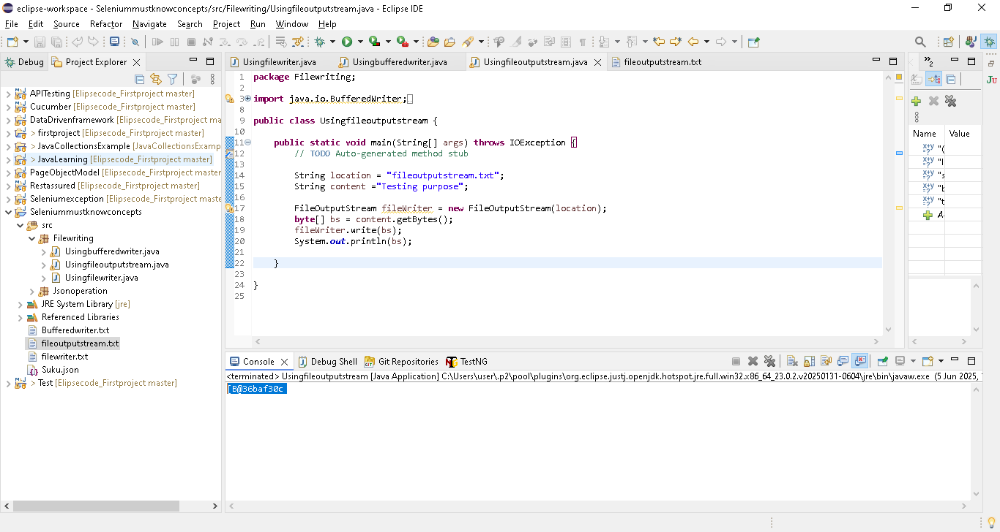 eclipse-workspace - Seleniummustknowconcepts/src/Filewriting/Usingfileoutputstream.java - Eclipse IDE
File Edit Source Refactor Navigate Search Project Run Window Help
Debug Project Explorer
APITesting [Elipsecode_Firstproject master]
Cucumber [Elipsecode_Firstproject master]
DataDrivenframework [Elipsecode_Firstproject ma
> firstproject [Elipsecode_Firstproject master]
> JavaCollectionsExample [JavaCollectionsExamp
> JavaLearning [Elipsecode_Firstproject master]
PageObjectModel [Elipsecode_Firstproject master
Restassured [Elipsecode_Firstproject master]
Seleniumexception [Elipsecode_Firstproject maste
Seleniummustknowconcepts
src
Filewriting
Usingbufferedwriter.java
Usingfileoutputstream.java
Usingfilewriter.java
Jsonoperation
JRE System Library [jre]
Referenced Libraries
Bufferedwriter.txt
fileoutputstream.txt
filewriter.txt
Suku.json
> Test [Elipsecode_Firstproject master]
Usingfilewriter.java Usingbufferedwriter.java Usingfileoutputstream.java fileoutputstream.txt
1 package Filewriting;
2
3 import java.io.BufferedWriter;
8
9 public class Usingfileoutputstream {
10
11 public static void main(String[] args) throws IOException {
12 // TODO Auto-generated method stub
13
14 String location = "fileoutputstream.txt";
15 String content ="Testing purpose";
16
17 FileOutputStream fileWriter = new FileOutputStream(location);
18 byte[] bs = content.getBytes();
19 fileWriter.write(bs);
20 System.out.println(bs);
21
22 }
23
24 }
25
2
Name Value
x+y =? "(
x+y =? "l
x+y =? "s
x+y =? "b
x+y =? "t
Ju
Console Debug Shell Git Repositories TestNG
<terminated> Usingfileoutputstream [Java Application] C:\Users\user\.p2\pool\plugins\org.eclipse.justj.openjdk.hotspot.jre.full.win32.x86_64_23.0.2.v20250131-0604\jre\bin\javaw.exe (5 Jun 2025,
[B@36baf30c